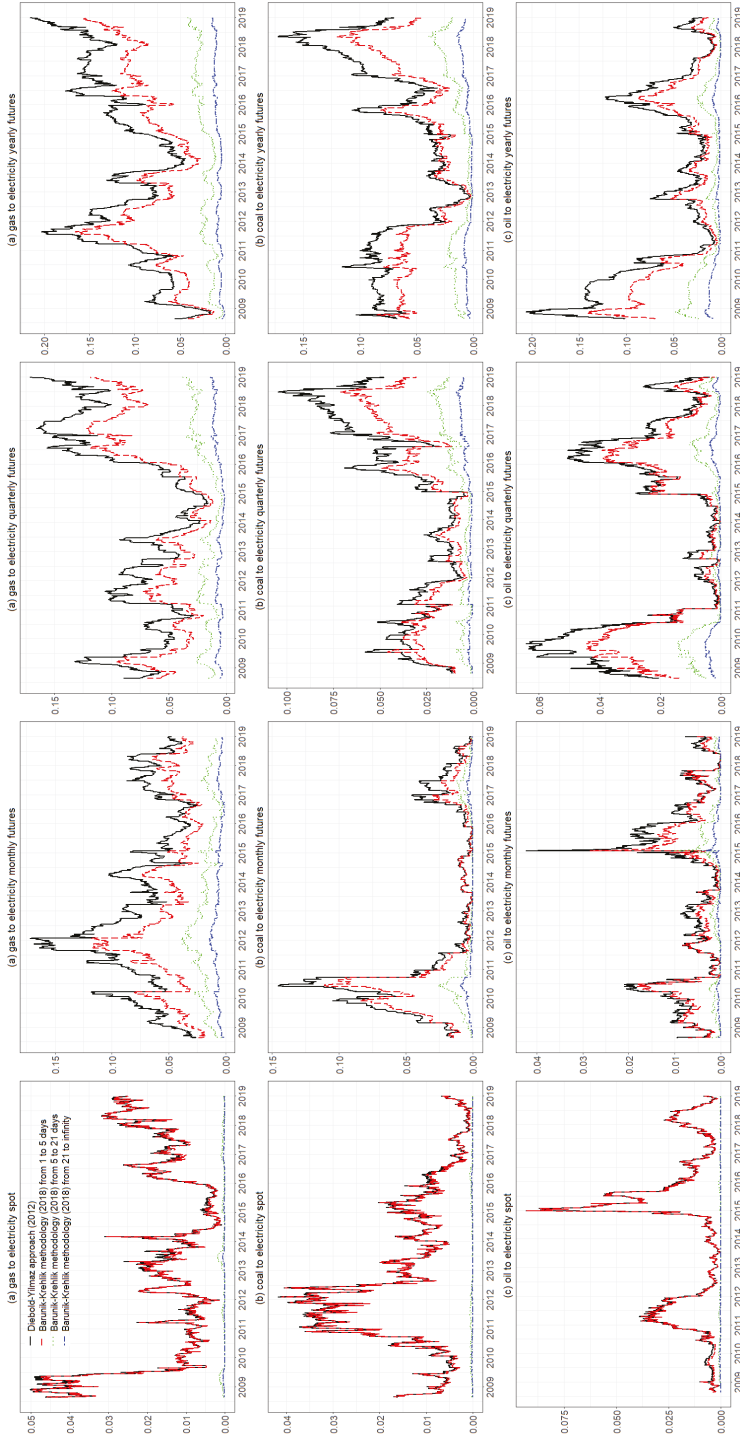 (a) gas to electricity spot
Diebold-Yilmaz approach (2012)
Barunik-Krehlik methodology (2018) from 1 to 5 days
Barunik-Krehlik methodology (2018) from 5 to 21 days
Barunik-Krehlik methodology (2018) from 21 to infinity
0.05
0.04
0.03
0.02
0.01
0.00
2009 2010 2011 2012 2013 2014 2015 2016 2017 2018 2019
(a) gas to electricity monthly futures
0.15
0.10
0.05
0.00
2009 2010 2011 2012 2013 2014 2015 2016 2017 2018 2019
(a) gas to electricity quarterly futures
0.15
0.10
0.05
0.00
2009 2010 2011 2012 2013 2014 2015 2016 2017 2018 2019
(a) gas to electricity yearly futures
0.20
0.15
0.10
0.05
0.00
2009 2010 2011 2012 2013 2014 2015 2016 2017 2018 2019
(b) coal to electricity spot
0.04
0.03
0.02
0.01
0.00
2009 2010 2011 2012 2013 2014 2015 2016 2017 2018 2019
(b) coal to electricity monthly futures
0.15
0.10
0.05
0.00
2009 2010 2011 2012 2013 2014 2015 2016 2017 2018 2019
(b) coal to electricity quarterly futures
0.100
0.075
0.050
0.025
0.000
2009 2010 2011 2012 2013 2014 2015 2016 2017 2018 2019
(b) coal to electricity yearly futures
0.15
0.10
0.05
0.00
2009 2010 2011 2012 2013 2014 2015 2016 2017 2018 2019
(c) oil to electricity spot
0.075
0.050
0.025
0.000
2009 2010 2011 2012 2013 2014 2015 2016 2017 2018 2019
(c) oil to electricity monthly futures
0.04
0.03
0.02
0.01
0.00
2009 2010 2011 2012 2013 2014 2015 2016 2017 2018 2019
(c) oil to electricity quarterly futures
0.06
0.04
0.02
0.00
2009 2010 2011 2012 2013 2014 2015 2016 2017 2018 2019
(c) oil to electricity yearly futures
0.20
0.15
0.10
0.05
0.00
2009 2010 2011 2012 2013 2014 2015 2016 2017 2018 2019